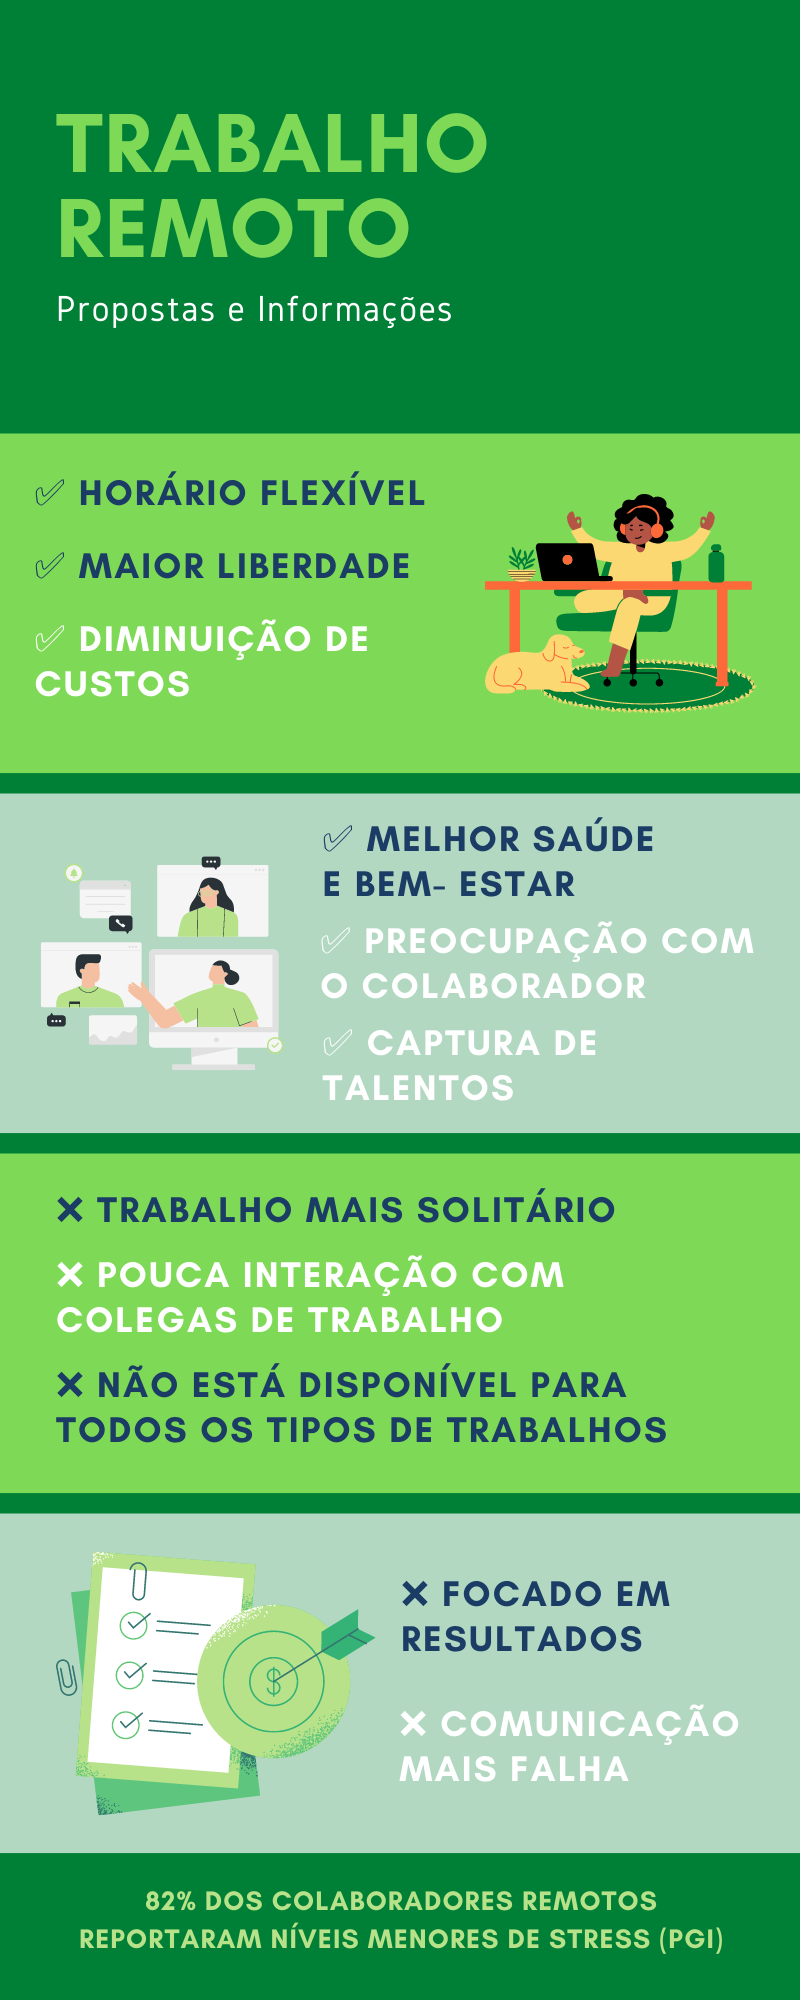 TRABALHO
REMOTO
Propostas e Informações
✅ HORÁRIO FLEXÍVEL
✅ MAIOR LIBERDADE
✅ DIMINUIÇÃO DE
CUSTOS
✅ MELHOR SAÚDE
E BEM- ESTAR
✅ PREOCUPAÇÃO COM
O COLABORADOR
✅ CAPTURA DE
TALENTOS
❌ TRABALHO MAIS SOLITÁRIO
❌ POUCA INTERAÇÃO COM
COLEGAS DE TRABALHO
❌ NÃO ESTÁ DISPONÍVEL PARA
TODOS OS TIPOS DE TRABALHOS
$
❌ FOCADO EM
RESULTADOS
❌ COMUNICAÇÃO
MAIS FALHA
82% DOS COLABORADORES REMOTOS
REPORTARAM NÍVEIS MENORES DE STRESS (PGI)